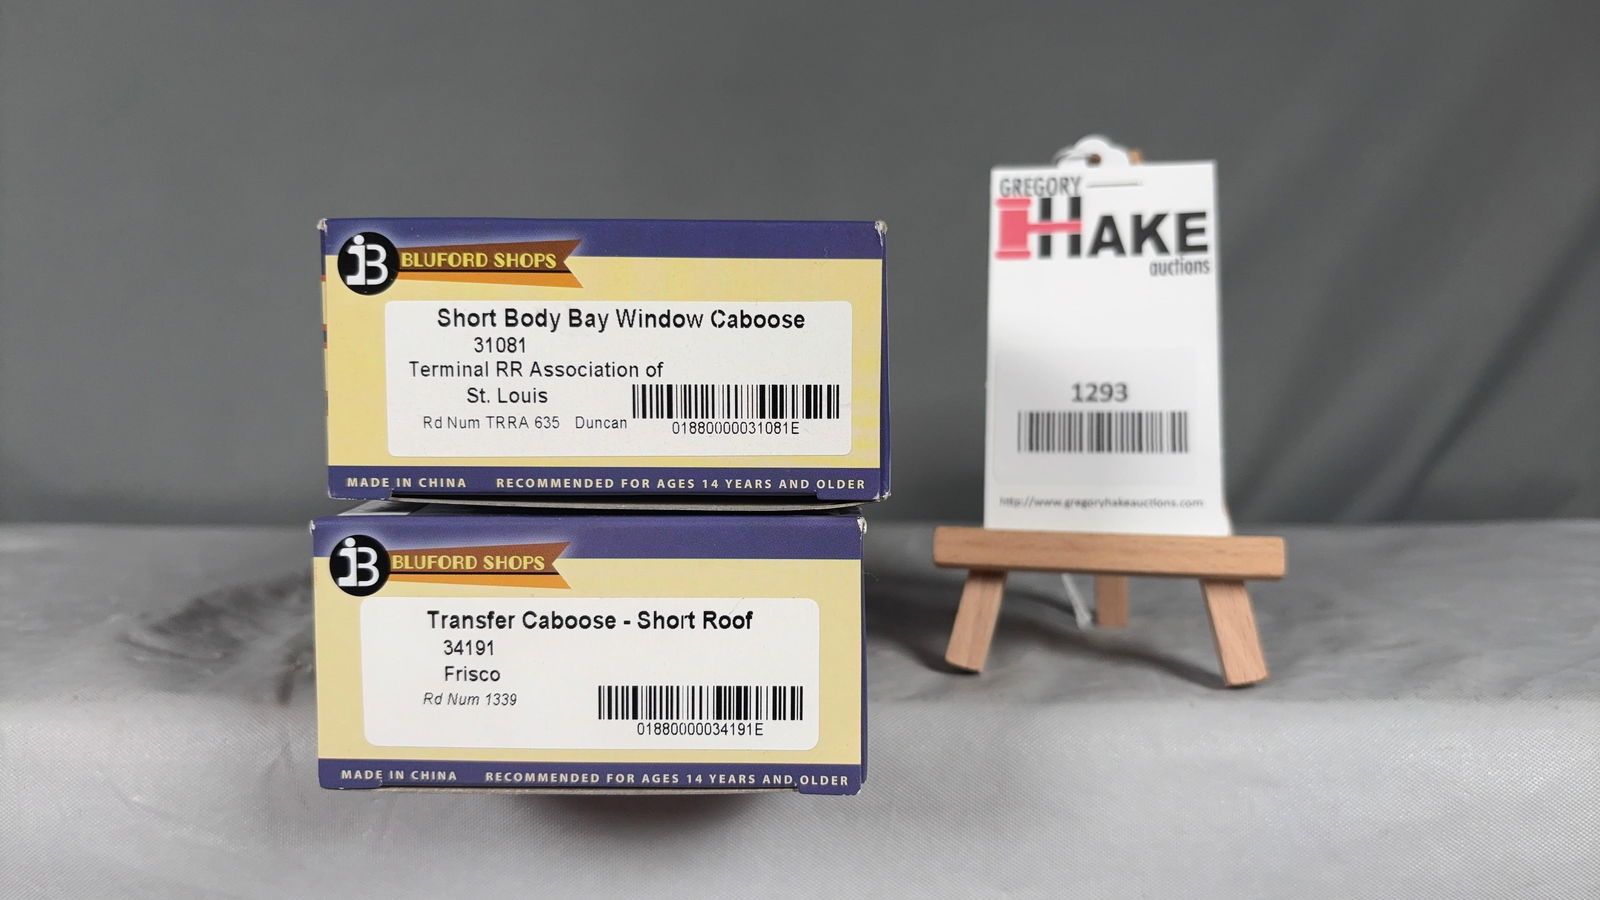 BLUFORD SHOPS
Short Body Bay Window Caboose
31081
Terminal RR Association of
St. Louis
Rd Num TRRA 635 Duncan
01880000031081E
MADE IN CHINA RECOMMENDED FOR AGES 14 YEARS AND OLDER
BLUFORD SHOPS
Transfer Caboose - Short Roof
34191
Frisco
Rd Num 1339
01880000034191E
MADE IN CHINA RECOMMENDED FOR AGES 14 YEARS AND OLDER
GREGORY
HAKE
auctions
1293
http://www.gregoryhakeauctions.com